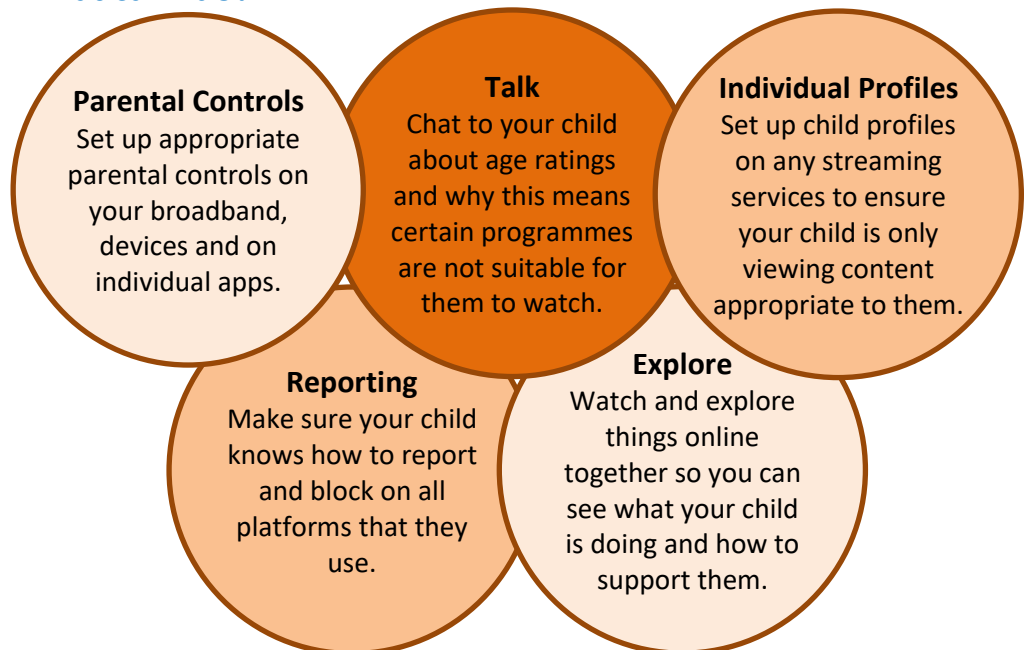 Parental Controls
Set up appropriate
parental controls on
your broadband,
devices and on
individual apps.
Talk
Chat to your child
about age ratings
and why this means
certain programmes
are not suitable for
them to watch.
Individual Profiles
Set up child profiles
on any streaming
services to ensure
your child is only
viewing content
appropriate to them.
Reporting
Make sure your child
knows how to report
and block on all
platforms that they
use.
Explore
Watch and explore
things online
together so you can
see what your child
is doing and how to
support them.